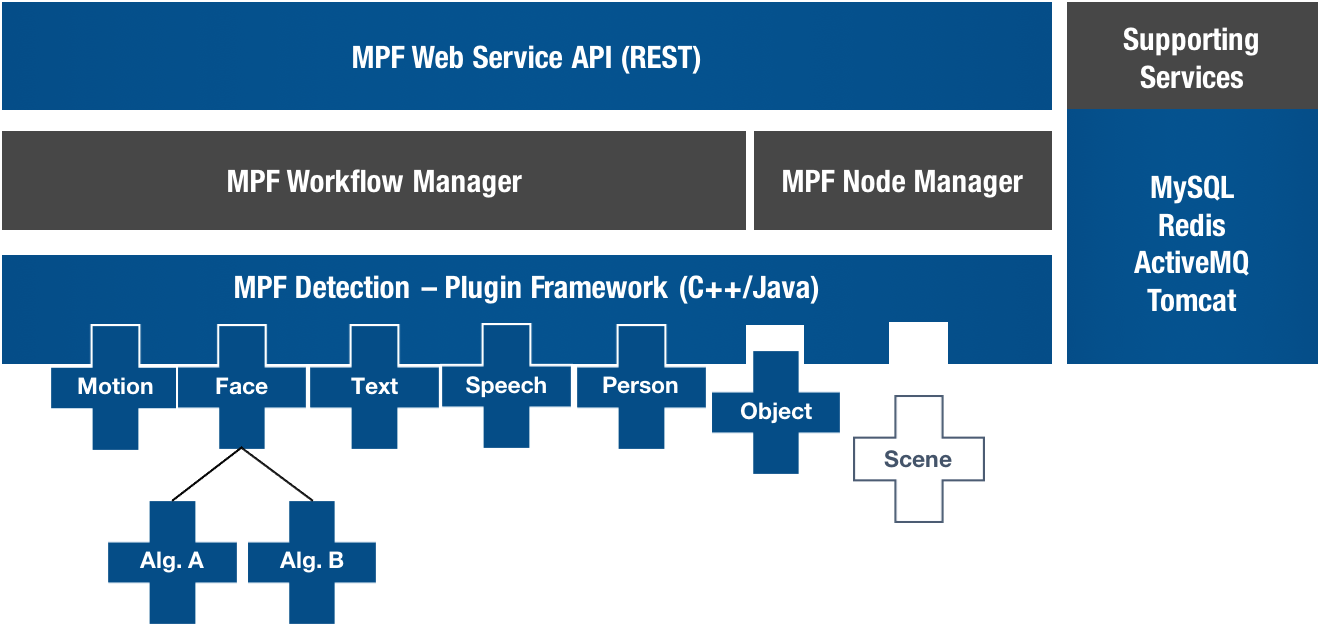 MPF Web Service API (REST)
Supporting
Services
MPF Workflow Manager
MPF Node Manager
MySQL
Redis
ActiveMQ
Tomcat
MPF Detection – Plugin Framework (C++/Java)
Motion
Face
Text
Speech
Person
Object
Scene
Alg. A
Alg. B